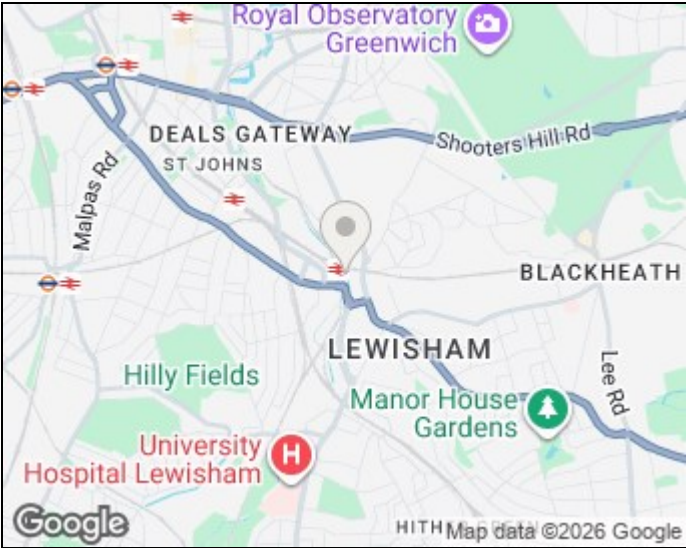 Royal Observatory
Greenwich
DEALS GATEWAY
Shooters Hill Rd
ST JOHNS
Malpas Rd
BLACKHEATH
LEWISHAM
Lee Rd
Hilly Fields
Manor House
Gardens
University
Hospital Lewisham
H
Google
HITH
Map data ©2026 Google